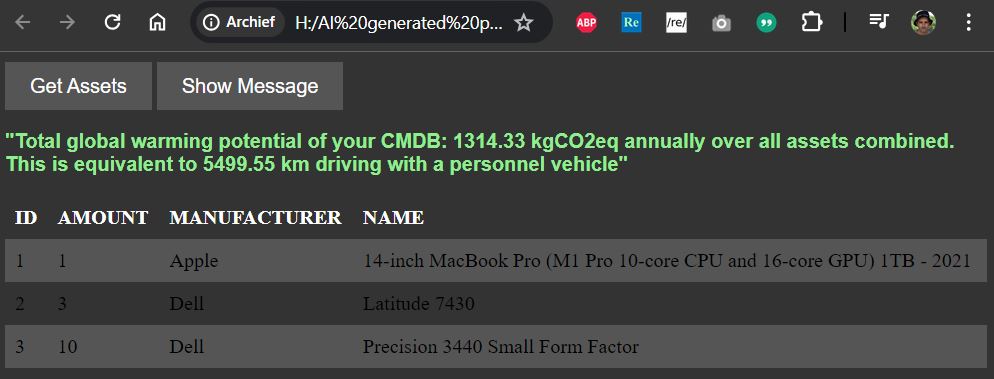 Archief H:/AI%20generated%20p... ABP Re /re/
Get Assets Show Message
"Total global warming potential of your CMDB: 1314.33 kgCO2eq annually over all assets combined.
This is equivalent to 5499.55 km driving with a personnel vehicle"
ID AMOUNT MANUFACTURER NAME
1 1 Apple 14-inch MacBook Pro (M1 Pro 10-core CPU and 16-core GPU) 1TB - 2021
2 3 Dell Latitude 7430
3 10 Dell Precision 3440 Small Form Factor